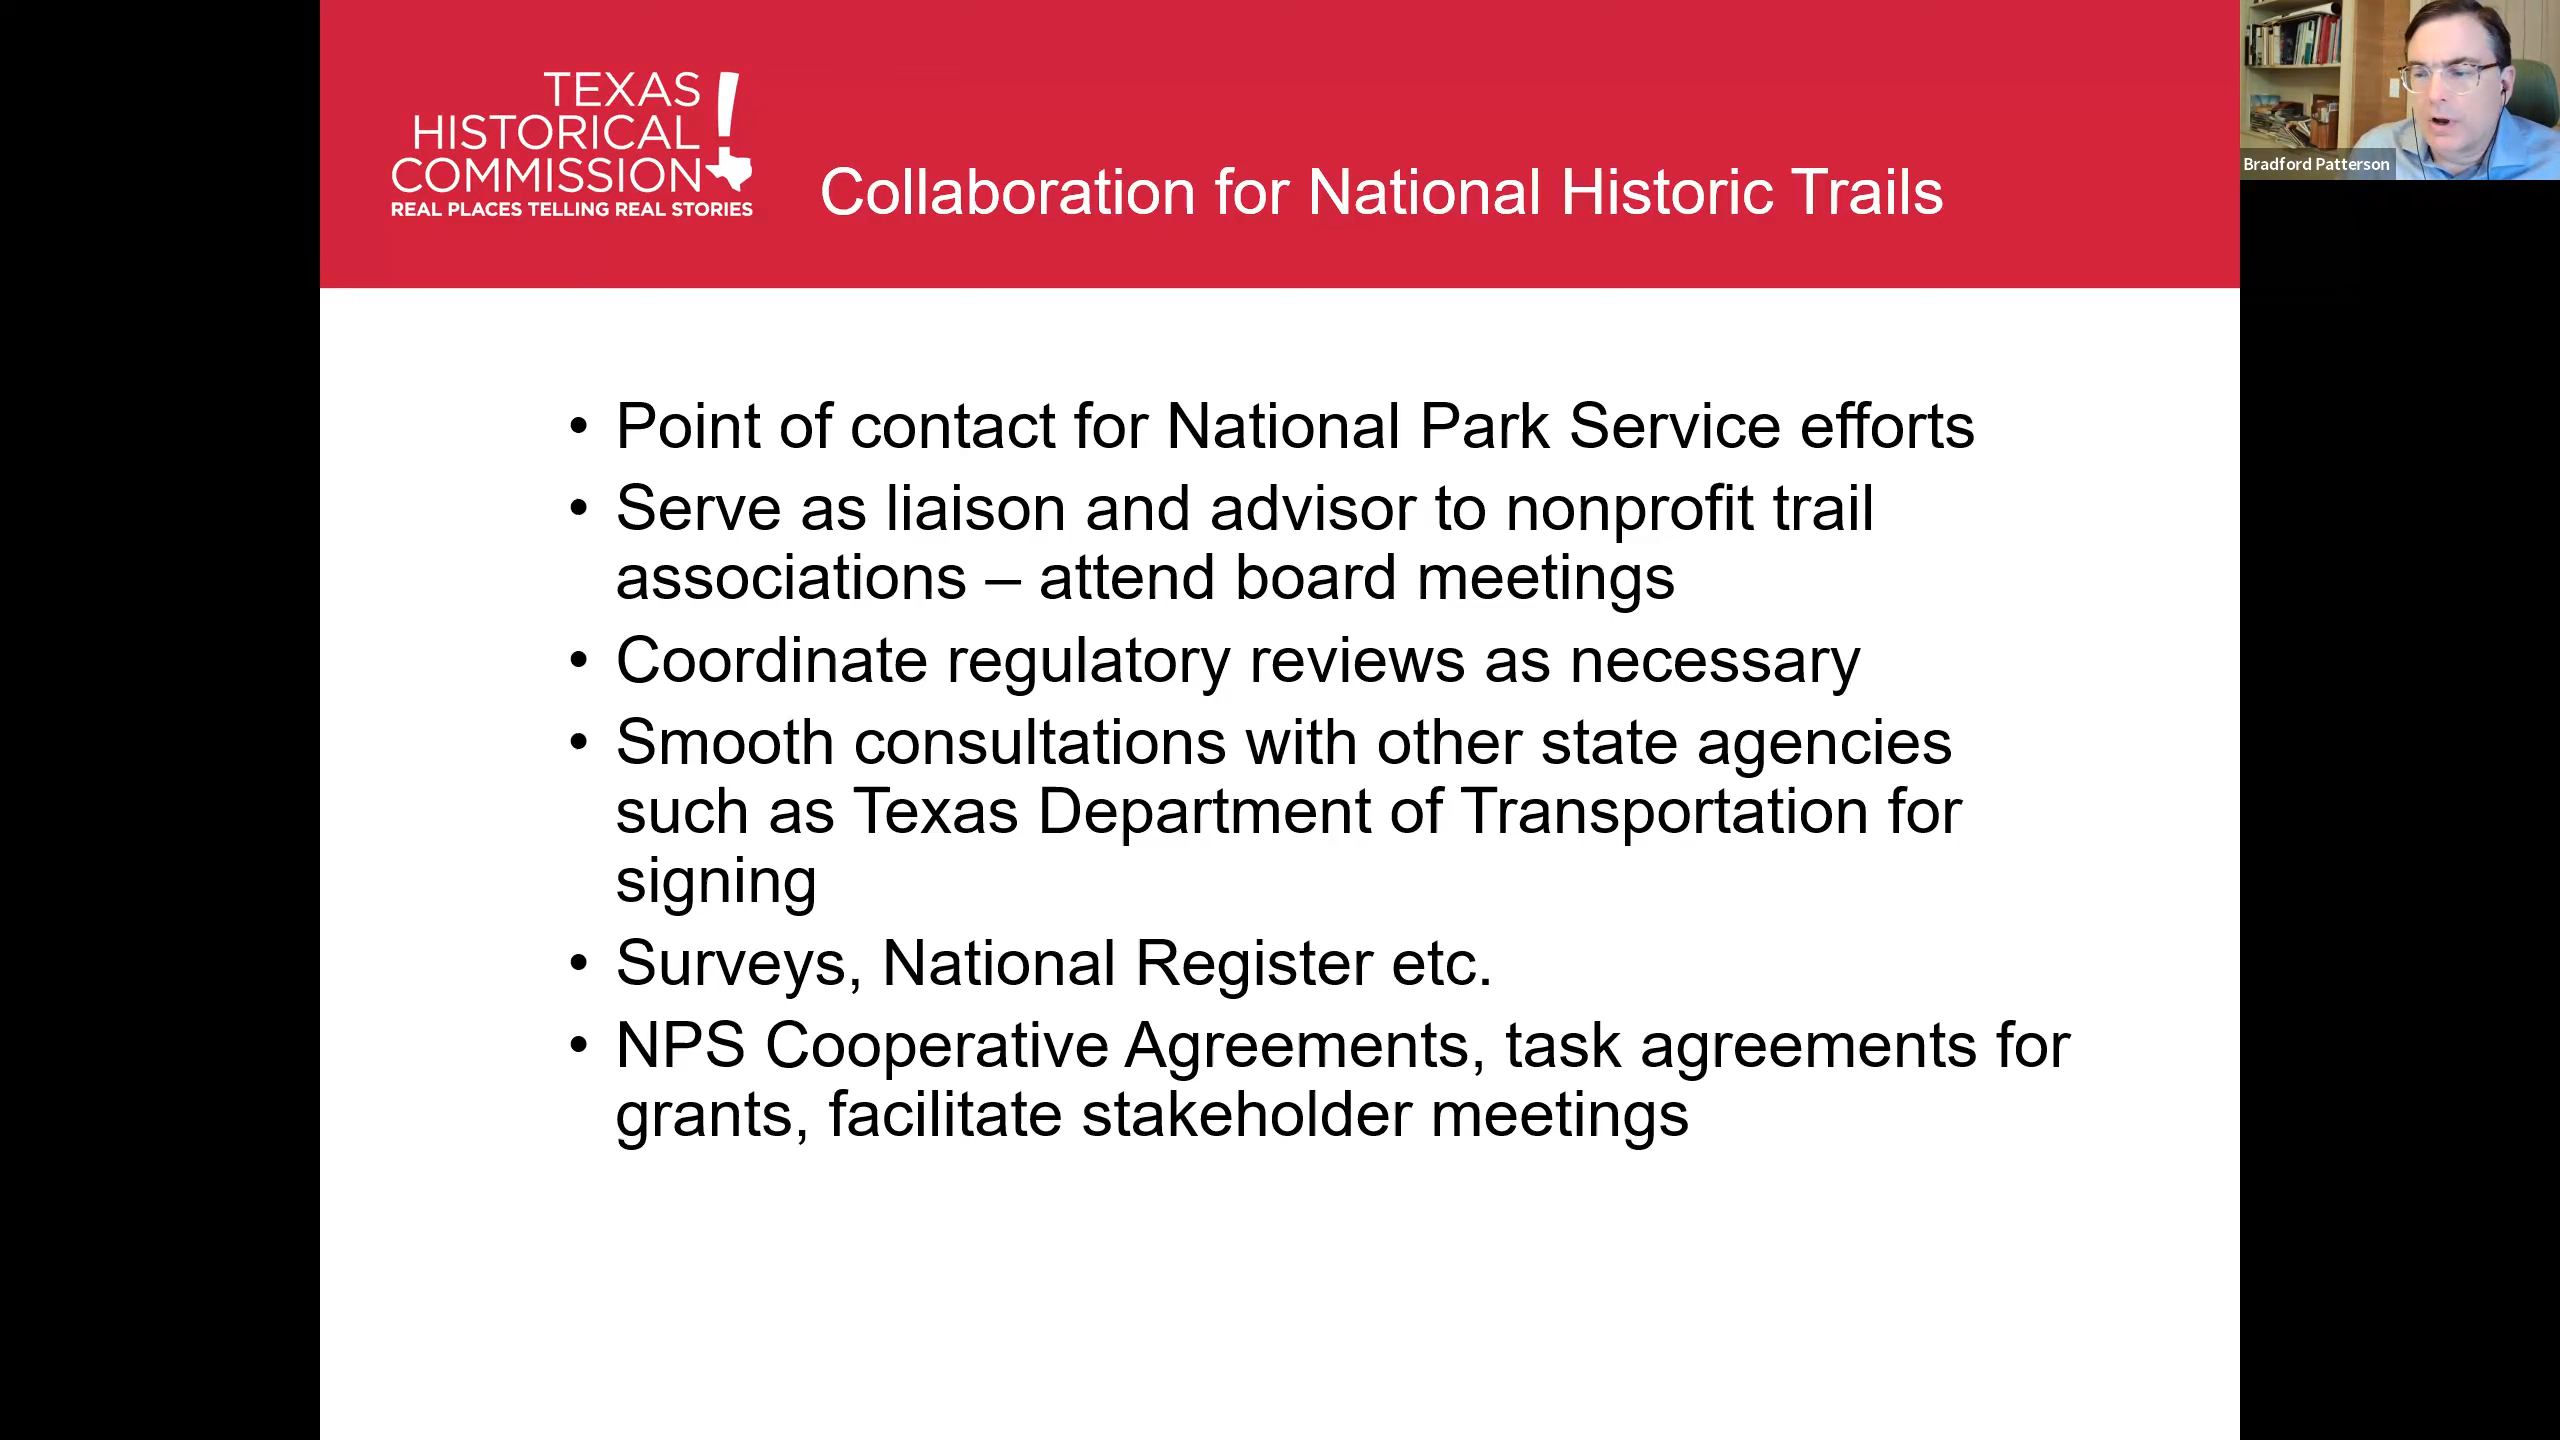 TEXAS
HISTORICAL
COMMISSION
REAL PLACES TELLING REAL STORIES
Collaboration for National Historic Trails
Bradford Patterson
• Point of contact for National Park Service efforts
• Serve as liaison and advisor to nonprofit trail
associations – attend board meetings
• Coordinate regulatory reviews as necessary
• Smooth consultations with other state agencies
such as Texas Department of Transportation for
signing
• Surveys, National Register etc.
• NPS Cooperative Agreements, task agreements for
grants, facilitate stakeholder meetings